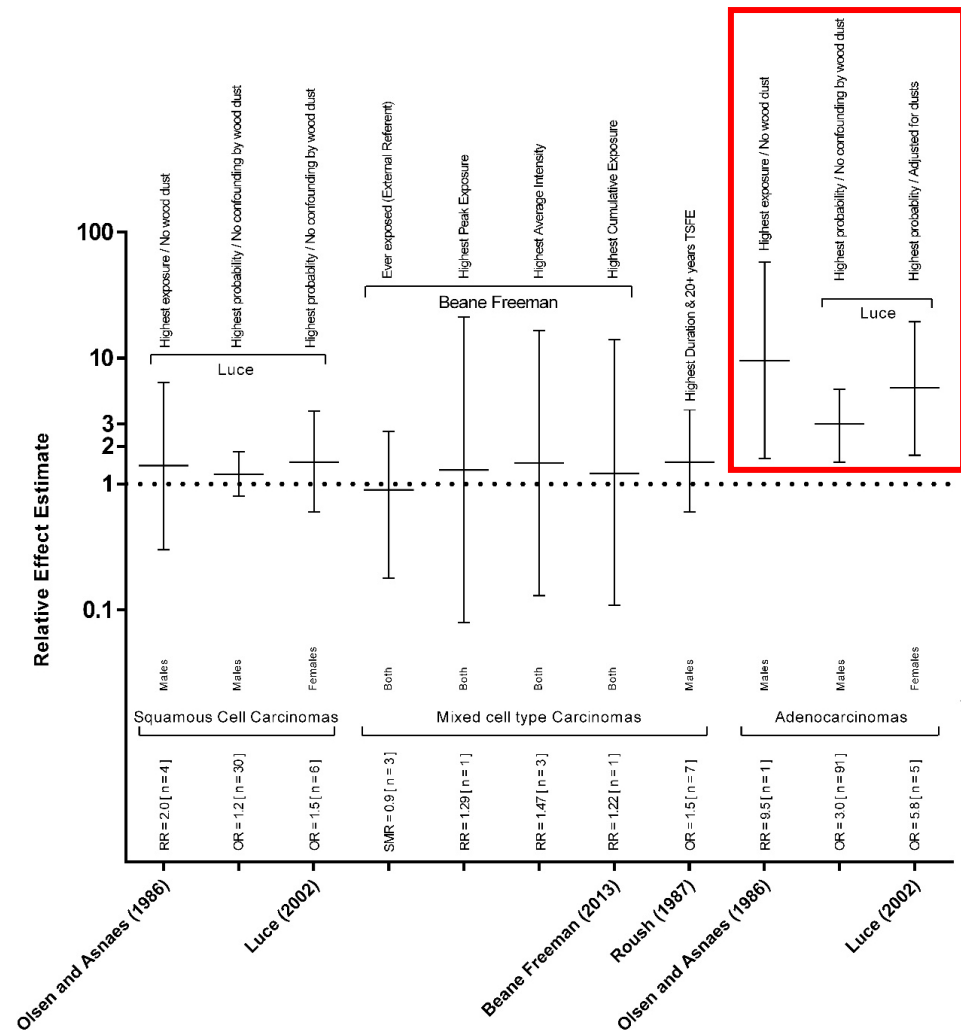 Highest exposure / No wood dust
Highest probablity / No confounding by wood dust
Highest probablity / No confounding by wood dust
Ever exposed (External Referent)
Highest Peak Exposure
Highest Average Intensity
Highest Cumulative Exposure
Highest Duration & 20+ years TSFE
Highest exposure / No wood dust
Highest probability / No confounding by wood dust
Highest probablity / Adjusted for dusts
Luce
Beane Freeman
Luce
Relative Effect Estimate
100
10
3
2
1
0.1
Males
Males
Females
Both
Both
Both
Both
Males
Males
Males
Females
Squamous Cell Carcinomas
Mixed cell type Carcinomas
Adenocarcinomas
RR = 2.0 [ n = 4 ]
OR = 1.2 [ n = 30 ]
OR = 1.5 [ n = 6 ]
SMR = 0.9 [ n = 3 ]
RR = 1.29 [ n = 1 ]
RR = 1.47 [ n = 3 ]
RR = 1.22 [ n = 1 ]
OR = 1.5 [ n = 7 ]
RR = 9.5 [ n = 1 ]
OR = 3.0 [ n = 91 ]
OR = 5.8 [ n = 5 ]
Olsen and Asnaes (1986)
Luce (2002)
Beane Freeman (2013)
Roush (1987)
Olsen and Asnaes (1986)
Luce (2002)